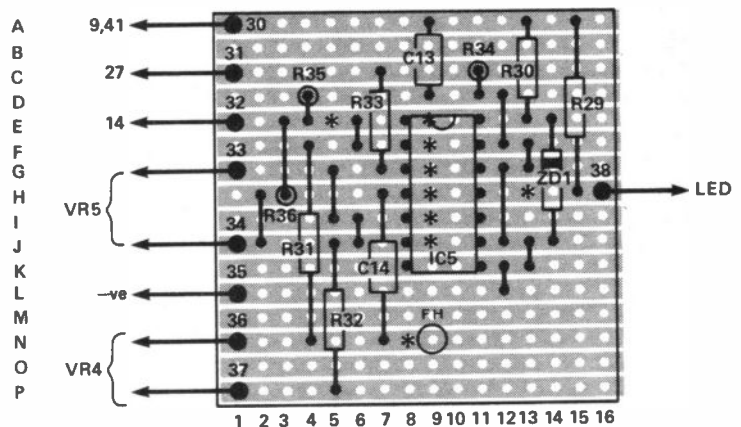 A 9,41 30
B 31
C 27 C13 R34 R30
D R35 R33 R29
E 14 32 * *
F
G 33 * ZD1 38
H VR5 R36 * * LED
I *
J 34 R31 * IC5
K 35 C14
L -ve
M R32
N 36 * FH
O VR4
P 37
1 2 3 4 5 6 7 8 9 10 11 12 13 14 15 16